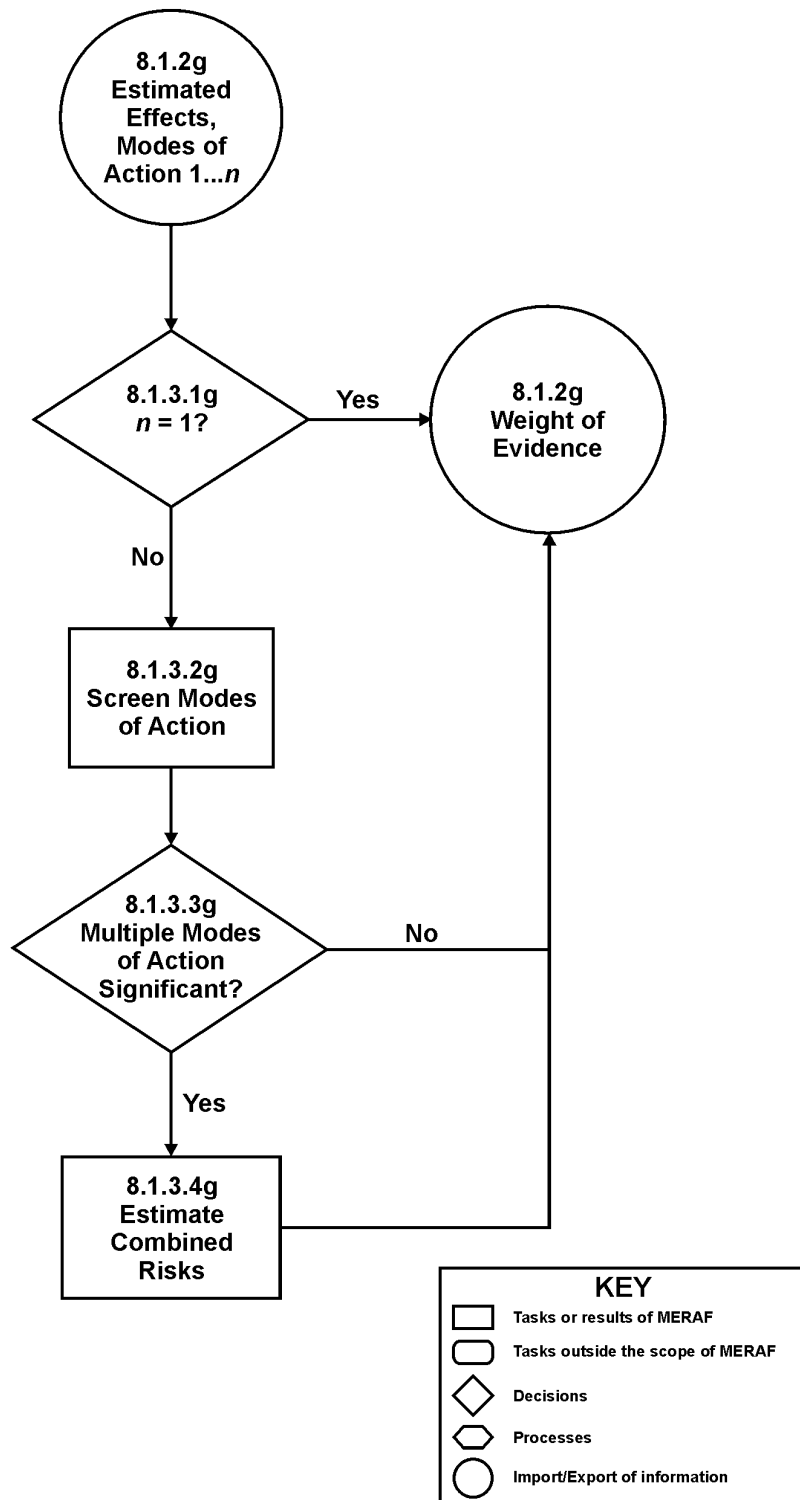 8.1.2g
Estimated
Effects,
Modes of
Action 1...n
8.1.3.1g
n = 1?
Yes
8.1.2g
Weight of
Evidence
No
8.1.3.2g
Screen Modes
of Action
8.1.3.3g
Multiple Modes
of Action
Significant?
No
Yes
8.1.3.4g
Estimate
Combined
Risks
KEY
Tasks or results of MERAF
Tasks outside the scope of MERAF
Decisions
Processes
Import/Export of information